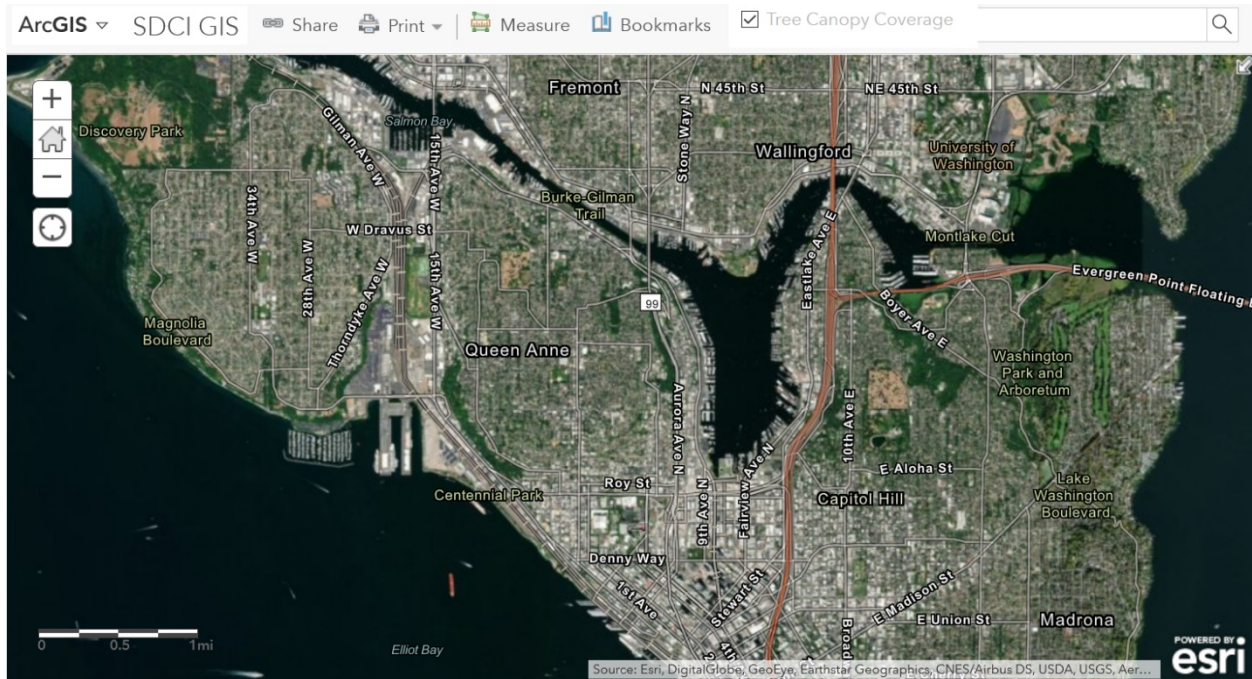 ArcGIS SDCI GIS Share Print Measure Bookmarks Tree Canopy Coverage
Fremont
N 45th ST
NE 45th St
Discovery Park
Gilman Ave W
Salmon Bay
15th Ave W
Stone Way N
Wallingford
University of
Washington
34th Ave W
Burke-Gilman
Trail
W Dravus St
28th Ave W
Thorndyke Ave W
15th Ave W
Eastlake Ave E
Montlake Cut
Evergreen Point Floating
99
Boyer Ave E
Magnolia
Boulevard
Queen Anne
Washington
Park and
Arboretum
Aurora Ave N
10th Ave E
Centennial Park
Roy St
9th Ave N
Fairview Ave N
E Aloha St
Capitol Hill
Lake
Washington
Boulevard
Denny Way
1st Ave
Stewart St
E Madison St
E Union St
Madrona
Broad
4th
0 0.5 1mi
Elliot Bay
POWERED BY
esri
Source: Esri, DigitalGlobe, GeoEye, Earthstar Geographics, CNES/Airbus DS, USDA, USGS, Aer...